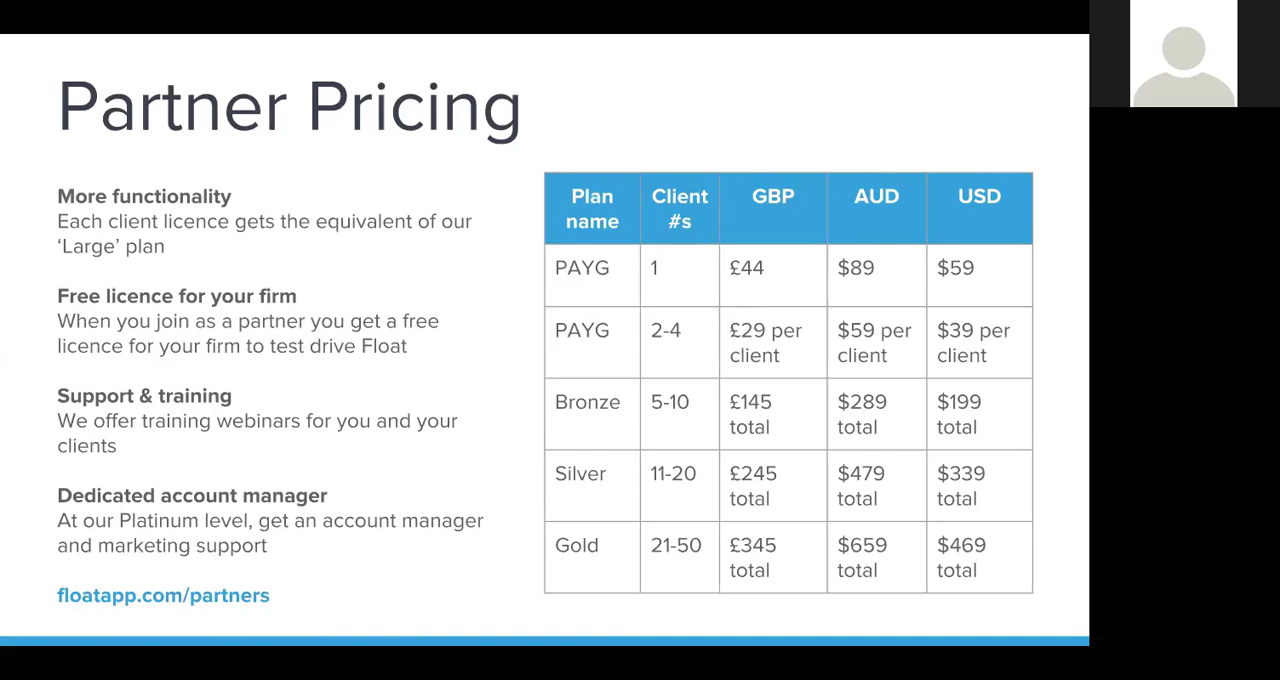 Partner Pricing
More functionality
Each client licence gets the equivalent of our
‘Large’ plan
Free licence for your firm
When you join as a partner you get a free
licence for your firm to test drive Float
Support & training
We offer training webinars for you and your
clients
Dedicated account manager
At our Platinum level, get an account manager
and marketing support
floatapp.com/partners
Plan name Client #s GBP AUD USD
PAYG 1 £44 $89 $59
PAYG 2-4 £29 per client $59 per client $39 per client
Bronze 5-10 £145 total $289 total $199 total
Silver 11-20 £245 total $479 total $339 total
Gold 21-50 £345 total $659 total $469 total